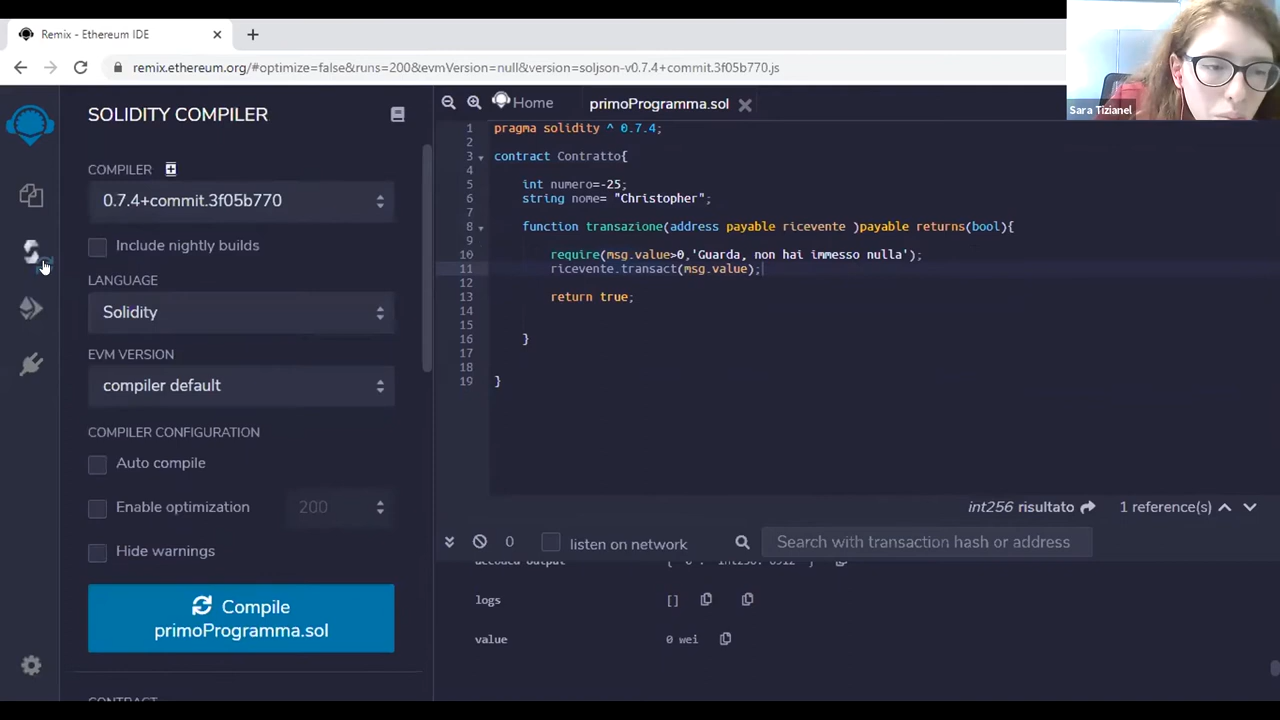 Remix - Ethereum IDE
remix.ethereum.org/#optimize=false&runs=200&evmVersion=null&version=soljson-v0.7.4+commit.3f05b770.js
Sara Tizianel
SOLIDITY COMPILER
COMPILER
0.7.4+commit.3f05b770
Include nightly builds
LANGUAGE
Solidity
EVM VERSION
compiler default
COMPILER CONFIGURATION
Auto compile
Enable optimization
200
Hide warnings
Compile
primoProgramma.sol
Home
primoProgramma.sol
1 pragma solidity ^ 0.7.4;
2
3 contract Contratto{
4
5 int numero=-25;
6 string nome= "Christopher";
7
8 function transazione(address payable ricevente )payable returns(bool){
9
10 require(msg.value>0,'Guarda, non hai immesso nulla');
11 ricevente.transact(msg.value);
12
13 return true;
14
15
16 }
17
18
19 }
int256 risultato
1 reference(s)
0
listen on network
Search with transaction hash or address
logs
[]
value
0 wei